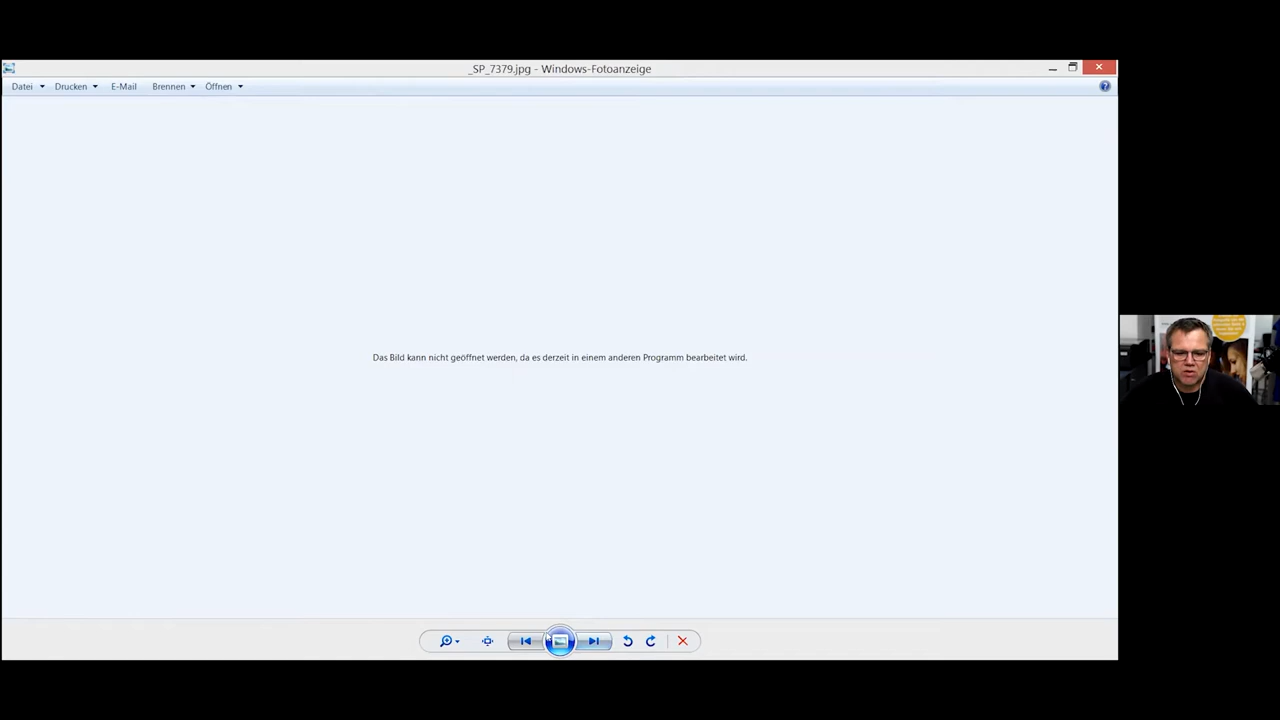 _SP_7379.jpg - Windows-Fotoanzeige
Datei Drucken E-Mail Brennen Öffnen
Das Bild kann nicht geöffnet werden, da es derzeit in einem anderen Programm bearbeitet wird.